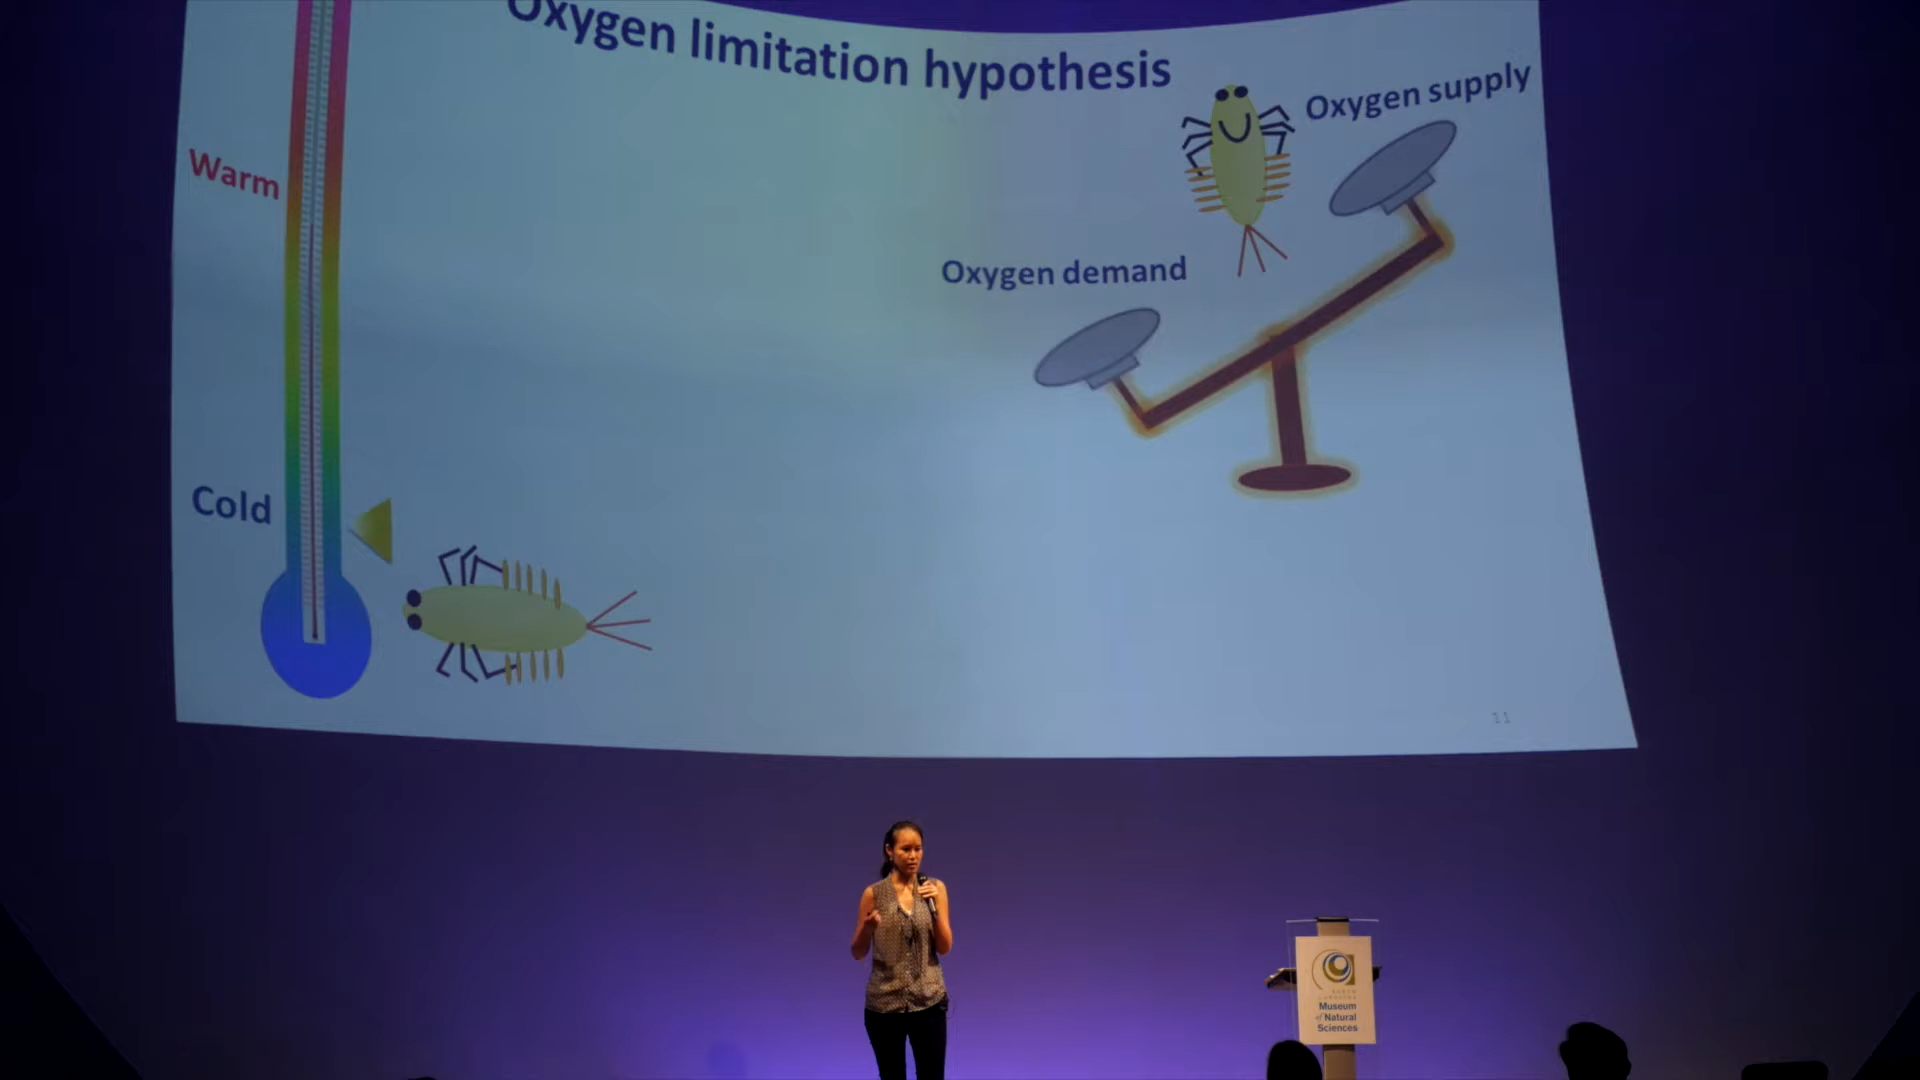 Oxygen limitation hypothesis
Oxygen supply
Warm
Oxygen demand
Cold
11
Museum
of Natural
Sciences